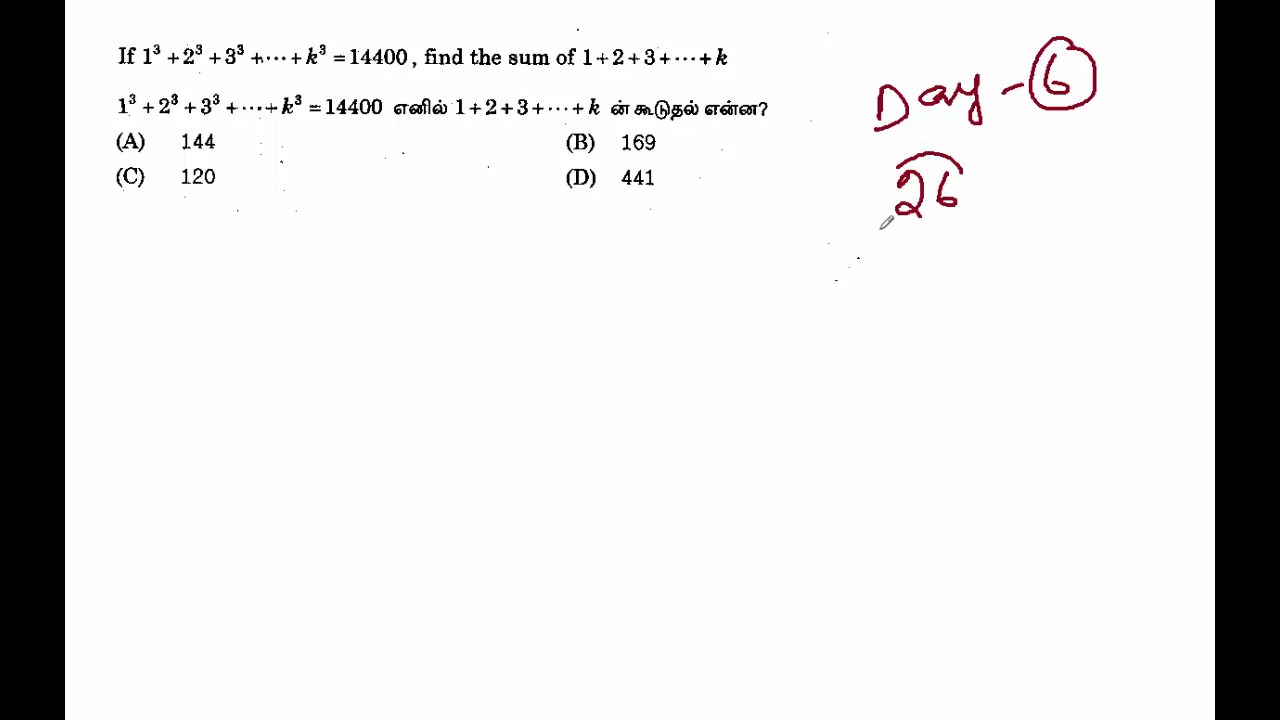 If 1³ + 2³ + 3³ + ··· + k³ = 14400, find the sum of 1 + 2 + 3 + ··· + k
1³ + 2³ + 3³ + ··· + k³ = 14400 எனில் 1 + 2 + 3 + ··· + k ன் கூடுதல் என்ன?
(A) 144 (B) 169
(C) 120 (D) 441
Day - 6
26